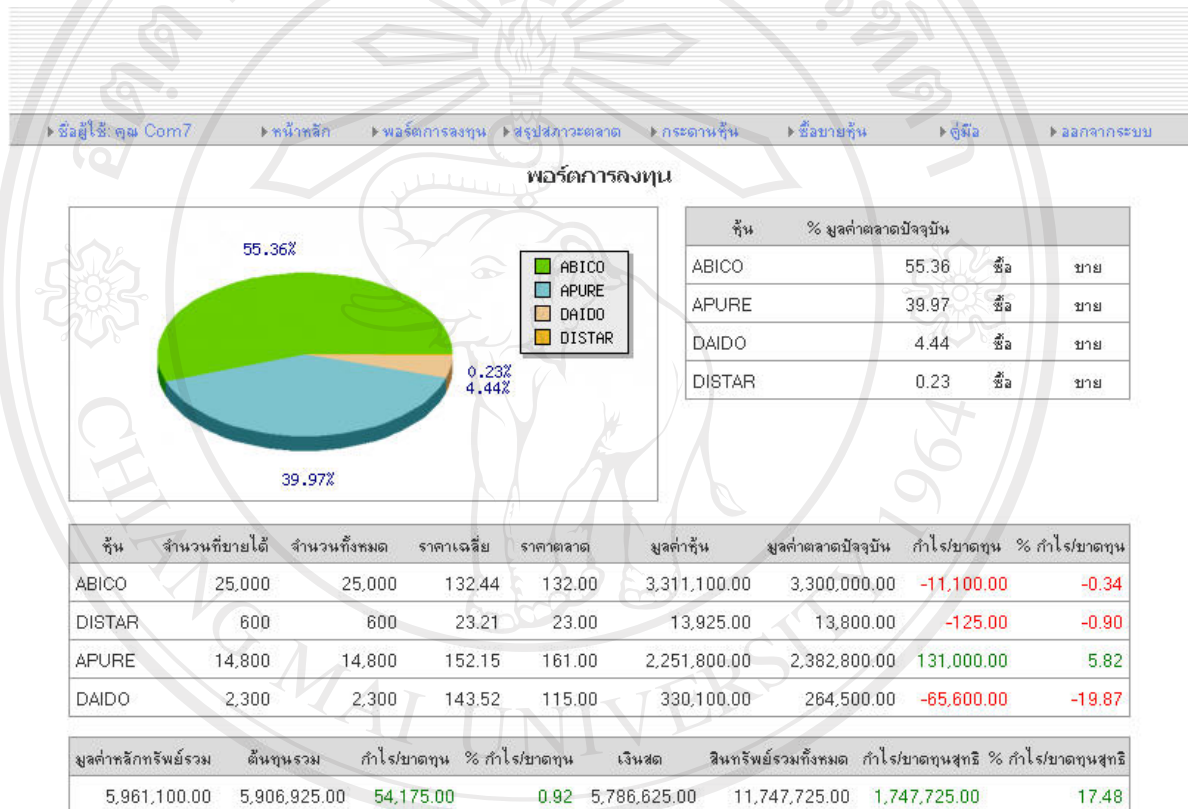 ชื่อผู้ใช้: คุณ Com7 หน้าหลัก พอร์ตการลงทุน สรุปสภาวะตลาด กระดานหุ้น ซื้อขายหุ้น คู่มือ ออกจากระบบ
พอร์ตการลงทุน
55.36%
ABICO
APURE
DAIDO
DISTAR
0.23%
4.44%
39.97%
หุ้น % มูลค่าตลาดปัจจุบัน
ABICO 55.36 ซื้อ ขาย
APURE 39.97 ซื้อ ขาย
DAIDO 4.44 ซื้อ ขาย
DISTAR 0.23 ซื้อ ขาย
หุ้น จำนวนที่ขายได้ จำนวนทั้งหมด ราคาเฉลี่ย ราคาตลาด มูลค่าหุ้น มูลค่าตลาดปัจจุบัน กำไร/ขาดทุน % กำไร/ขาดทุน
ABICO 25,000 25,000 132.44 132.00 3,311,100.00 3,300,000.00 -11,100.00 -0.34
DISTAR 600 600 23.21 23.00 13,925.00 13,800.00 -125.00 -0.90
APURE 14,800 14,800 152.15 161.00 2,251,800.00 2,382,800.00 131,000.00 5.82
DAIDO 2,300 2,300 143.52 115.00 330,100.00 264,500.00 -65,600.00 -19.87
มูลค่าหลักทรัพย์รวม ต้นทุนรวม กำไร/ขาดทุน % กำไร/ขาดทุน เงินสด สินทรัพย์รวมทั้งหมด กำไร/ขาดทุนสุทธิ % กำไร/ขาดทุนสุทธิ
5,961,100.00 5,906,925.00 54,175.00 0.92 5,786,625.00 11,747,725.00 1,747,725.00 17.48
CHIANG MAI UNIVERSITY 1964